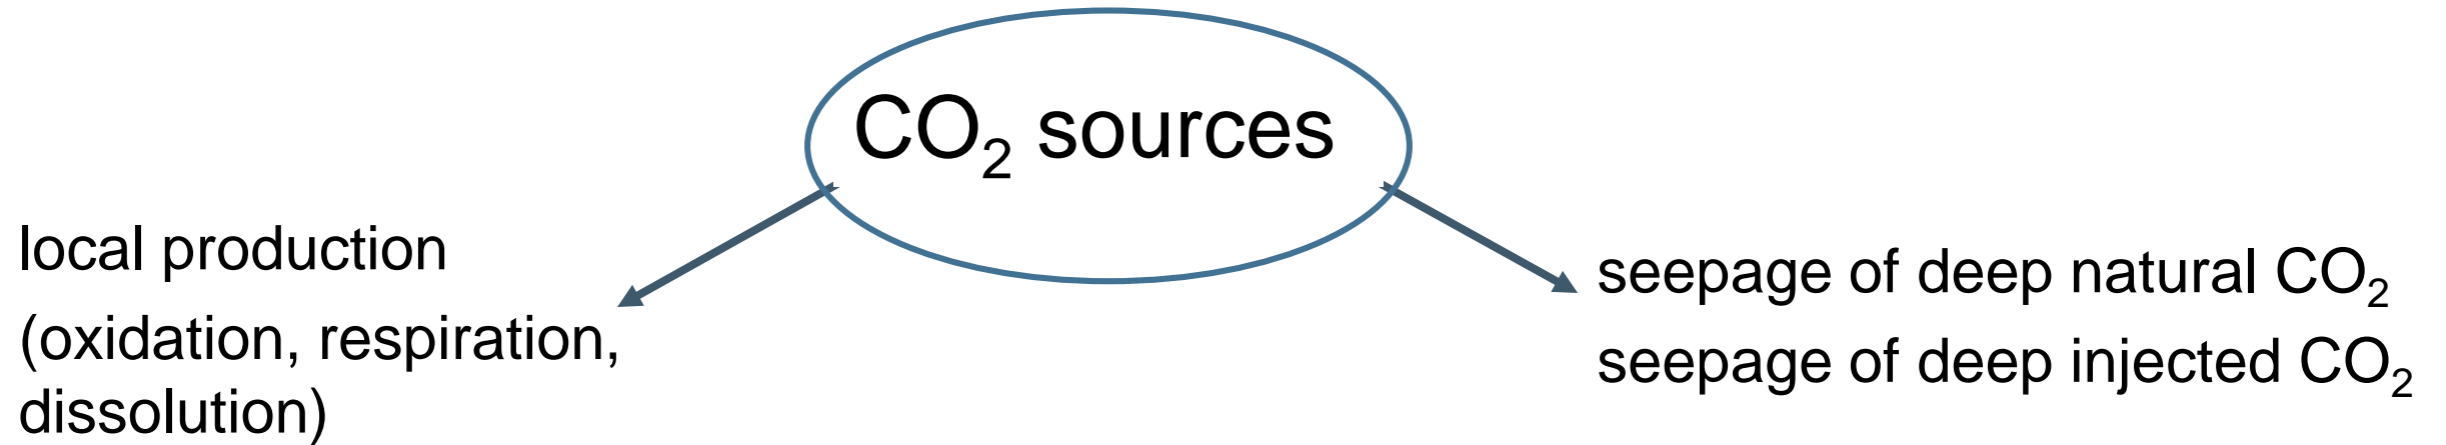 CO₂ sources
local production
(oxidation, respiration,
dissolution)
seepage of deep natural CO₂
seepage of deep injected CO₂